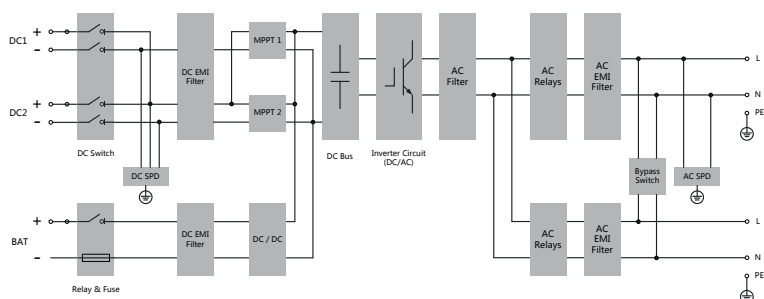 DC1
+
−
DC2
+
−
DC Switch
DC SPD
DC EMI
Filter
MPPT 1
MPPT 2
DC Bus
Inverter Circuit
(DC/AC)
AC
Filter
AC
Relays
AC
EMI
Filter
L
N
PE
Bypass
Switch
AC SPD
BAT
+
−
Relay & Fuse
DC EMI
Filter
DC / DC
AC
Relays
AC
EMI
Filter
L
N
PE